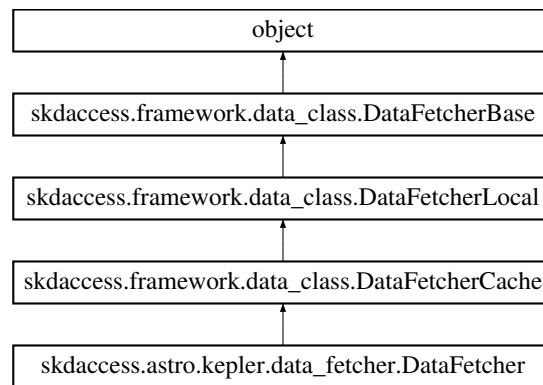 object
skdaccess.framework.data_class.DataFetcherBase
skdaccess.framework.data_class.DataFetcherLocal
skdaccess.framework.data_class.DataFetcherCache
skdaccess.astro.kepler.data_fetcher.DataFetcher